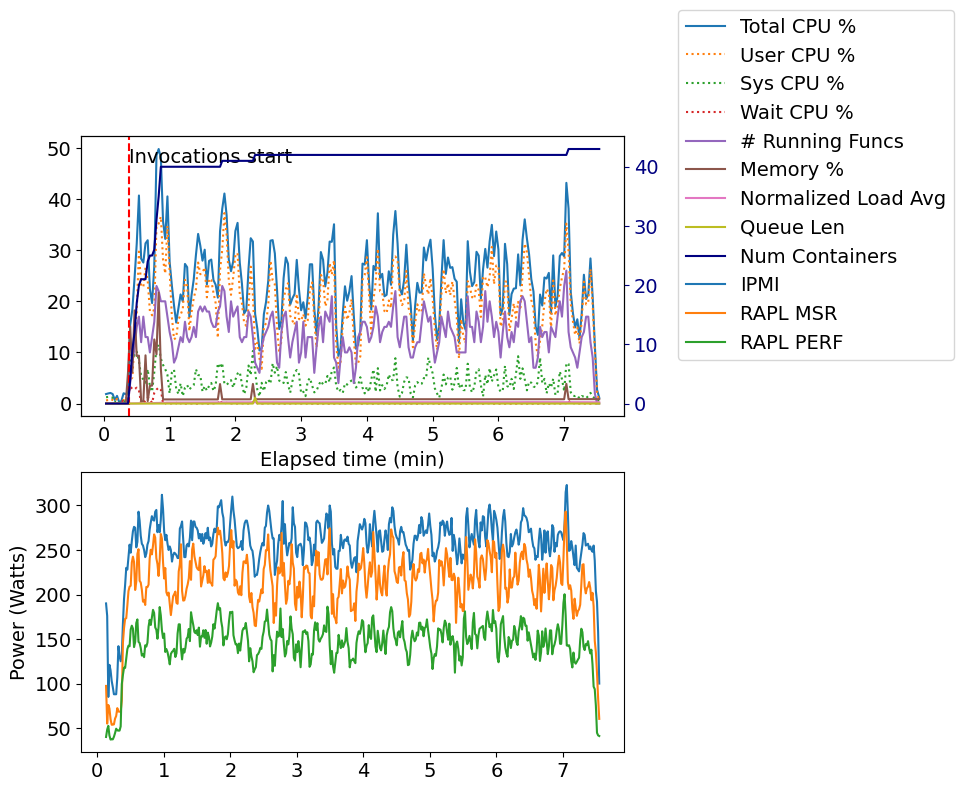 Total CPU %
User CPU %
Sys CPU %
Wait CPU %
# Running Funcs
Memory %
Normalized Load Avg
Queue Len
Num Containers
IPMI
RAPL MSR
RAPL PERF
Invocations start
50
40
30
20
10
0
40
30
20
10
0
0 1 2 3 4 5 6 7
Elapsed time (min)
Power (Watts)
300
250
200
150
100
50
0 1 2 3 4 5 6 7